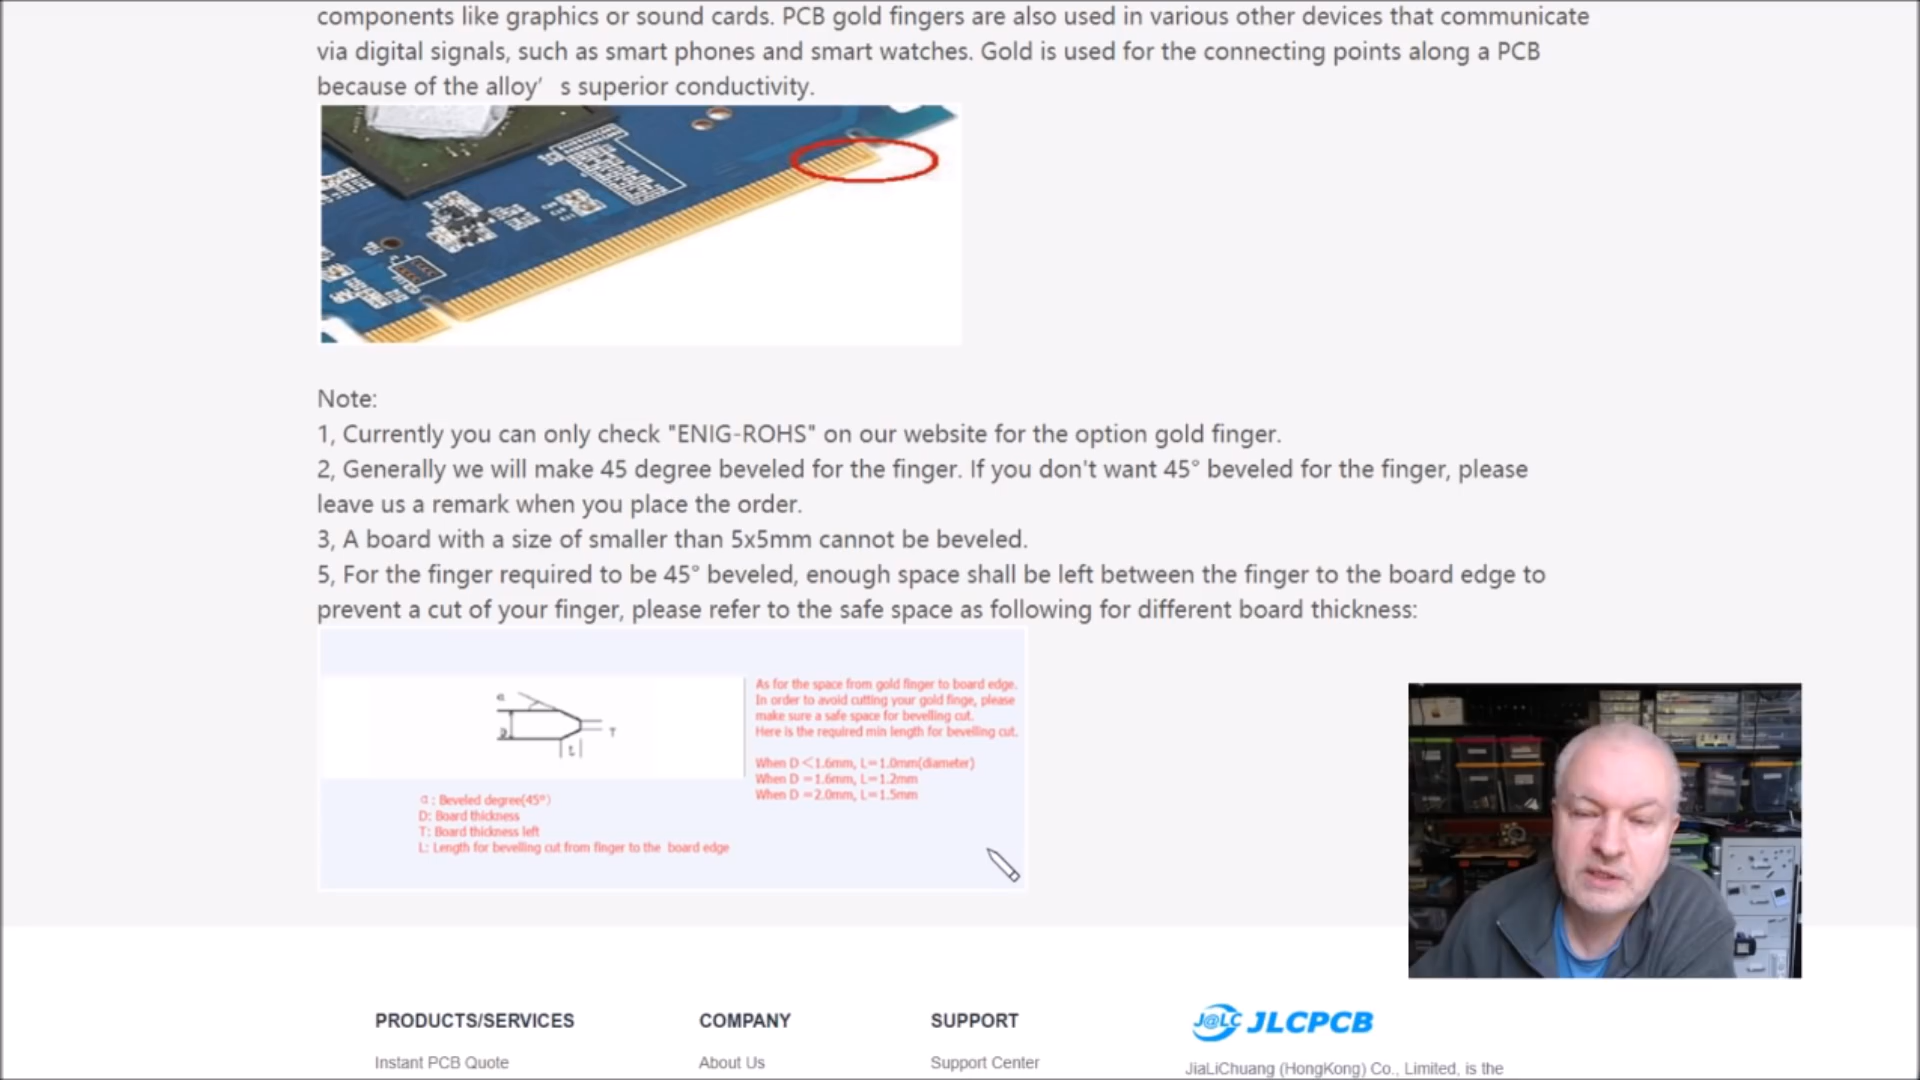 components like graphics or sound cards. PCB gold fingers are also used in various other devices that communicate
via digital signals, such as smart phones and smart watches. Gold is used for the connecting points along a PCB
because of the alloy' s superior conductivity.
Note:
1, Currently you can only check "ENIG-ROHS" on our website for the option gold finger.
2, Generally we will make 45 degree beveled for the finger. If you don't want 45° beveled for the finger, please
leave us a remark when you place the order.
3, A board with a size of smaller than 5x5mm cannot be beveled.
5, For the finger required to be 45° beveled, enough space shall be left between the finger to the board edge to
prevent a cut of your finger, please refer to the safe space as following for different board thickness:
As for the space from gold finger to board edge.
In order to avoid cutting your gold finge, please
make sure a safe space for bevelling cut.
Here is the required min length for bevelling cut.
When D<1.6mm, L=1.0mm(diameter)
When D =1.6mm, L=1.2mm
When D =2.0mm, L=1.5mm
D
T
α: Beveled degree(45°)
D: Board thickness
T: Board thickness left
L: Length for bevelling cut from finger to the board edge
PRODUCTS/SERVICES
COMPANY
SUPPORT
J@LC JLCPCB
Instant PCB Quote
About Us
Support Center
JiaLiChuang (HongKong) Co., Limited, is the